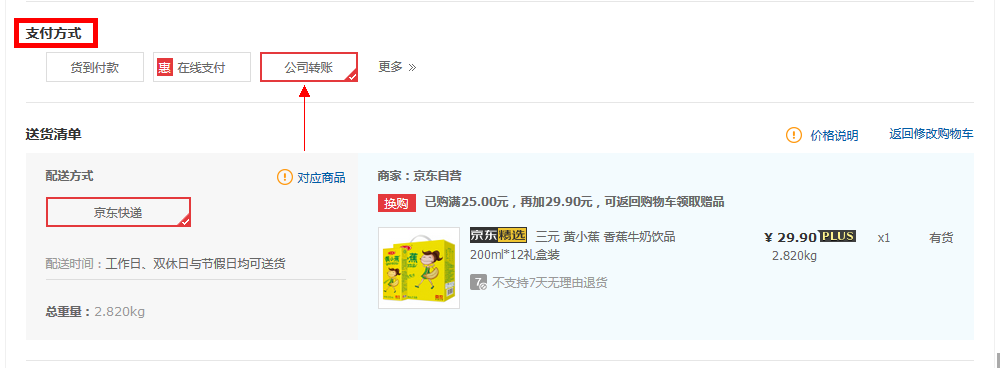 支付方式
货到付款 惠 在线支付 公司转账 更多 »
送货清单 价格说明 返回修改购物车
配送方式 对应商品
京东快递
配送时间：工作日、双休日与节假日均可送货
总重量：2.820kg
商家：京东自营
换购 已购满25.00元，再加29.90元，可返回购物车领取赠品
京东精选 三元 黄小蕉 香蕉牛奶饮品 ¥ 29.90 PLUS x1 有货
200ml*12礼盒装 2.820kg
7 不支持7天无理由退货